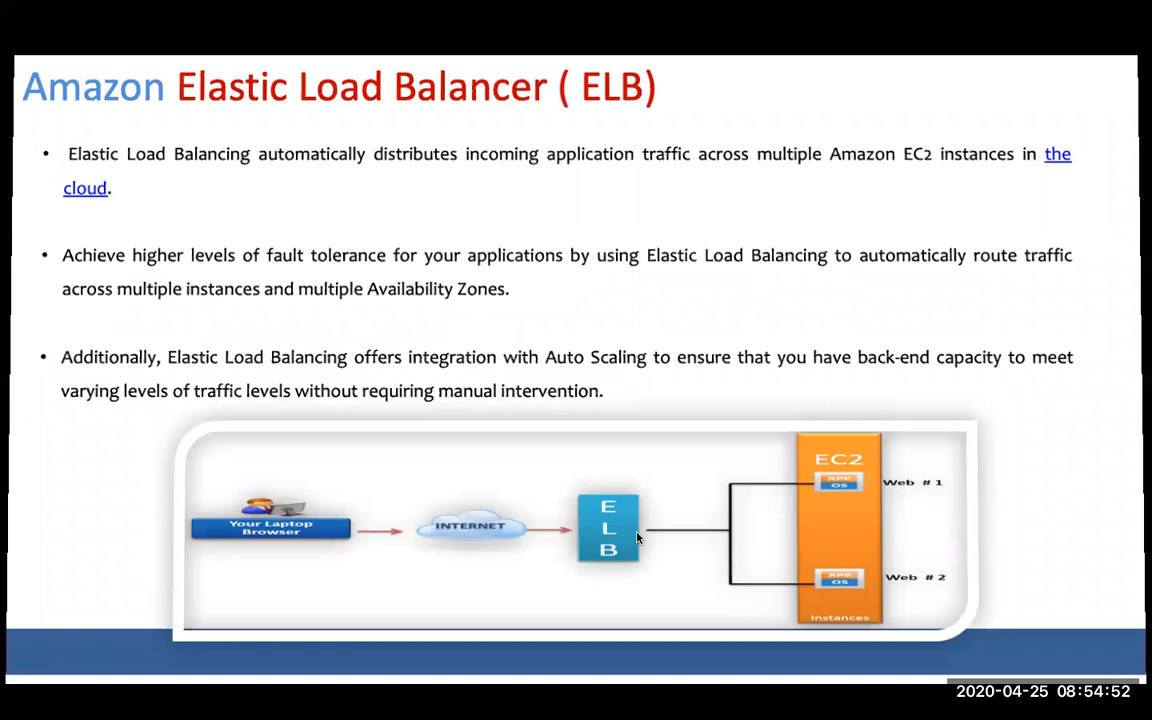 Amazon Elastic Load Balancer ( ELB)
• Elastic Load Balancing automatically distributes incoming application traffic across multiple Amazon EC2 instances in the
cloud.
• Achieve higher levels of fault tolerance for your applications by using Elastic Load Balancing to automatically route traffic
across multiple instances and multiple Availability Zones.
• Additionally, Elastic Load Balancing offers integration with Auto Scaling to ensure that you have back-end capacity to meet
varying levels of traffic levels without requiring manual intervention.
Your Laptop
Browser
INTERNET
E
L
B
EC2
APP
OS
Web # 1
APP
OS
Web # 2
Instances
2020-04-25 08:54:52